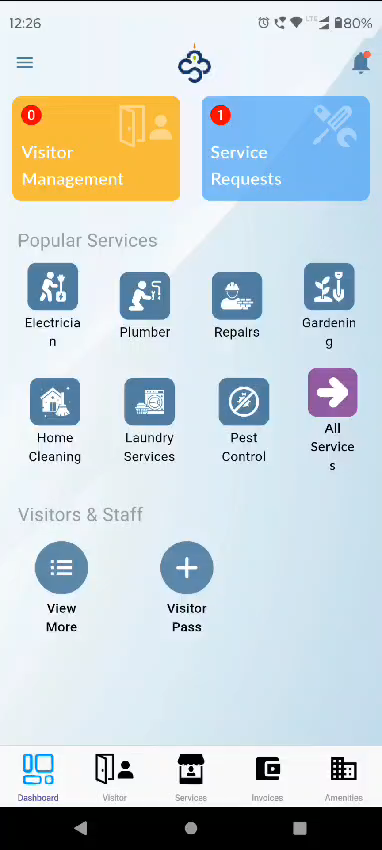 12:26
LTE
80%
0
Visitor
Management
1
Service
Requests
Popular Services
Electricia
n
Plumber
Repairs
Gardenin
g
Home
Cleaning
Laundry
Services
Pest
Control
All
Service
s
Visitors & Staff
View
More
Visitor
Pass
Dashboard
Visitor
Services
Invoices
Amenities